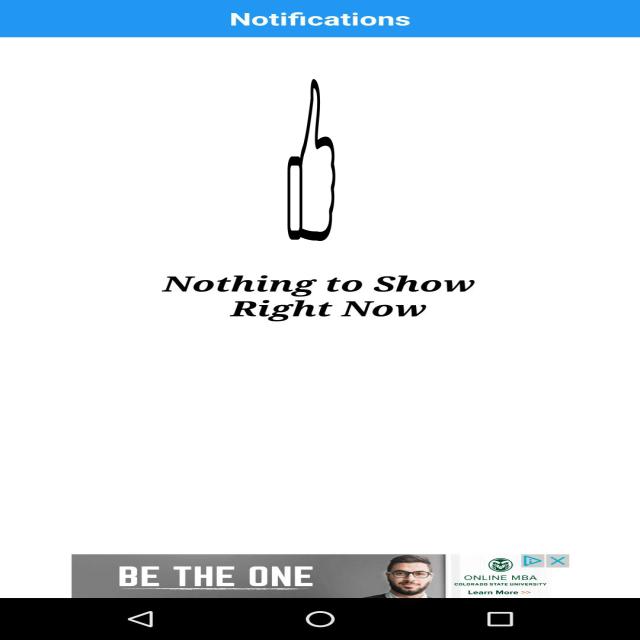 Notifications
Nothing to Show
Right Now
BE THE ONE
ONLINE MBA
COLORADO STATE UNIVERSITY
Learn More >>